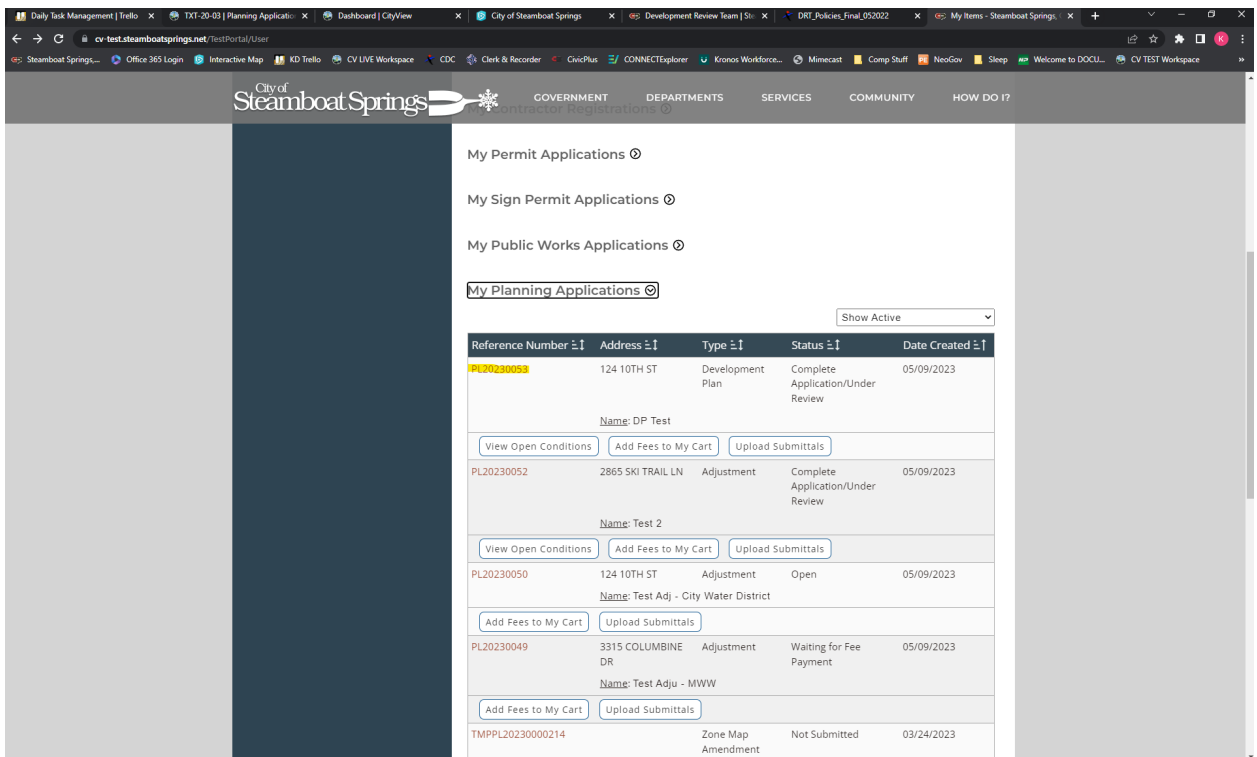 Daily Task Management | Trello
TXT-20-03 | Planning Applicatio
Dashboard | CityView
City of Steamboat Springs
Development Review Team | Ste
DRT_Policies_Final_052022
My Items - Steamboat Springs,
cv-test.steamboatsprings.net/TestPortal/User
K
Steamboat Springs,...
Office 365 Login
Interactive Map
KD Trello
CV LIVE Workspace
CDC
Clerk & Recorder
CivicPlus
CONNECTExplorer
Kronos Workforce...
Mimecast
Comp Stuff
NeoGov
Sleep
Welcome to DOCU...
CV TEST Workspace
»
City of
Steamboat Springs
GOVERNMENT DEPARTMENTS SERVICES COMMUNITY HOW DO I?
My Contractor Registrations
My Permit Applications
My Sign Permit Applications
My Public Works Applications
My Planning Applications
Show Active
Reference Number Address Type Status Date Created
PL20230053 124 10TH ST Development Complete 05/09/2023
Plan Application/Under
Review
Name: DP Test
View Open Conditions Add Fees to My Cart Upload Submittals
PL20230052 2865 SKI TRAIL LN Adjustment Complete 05/09/2023
Application/Under
Review
Name: Test 2
View Open Conditions Add Fees to My Cart Upload Submittals
PL20230050 124 10TH ST Adjustment Open 05/09/2023
Name: Test Adj - City Water District
Add Fees to My Cart Upload Submittals
PL20230049 3315 COLUMBINE Adjustment Waiting for Fee 05/09/2023
DR Payment
Name: Test Adju - MWW
Add Fees to My Cart Upload Submittals
TMPPL20230000214 Zone Map Not Submitted 03/24/2023
Amendment